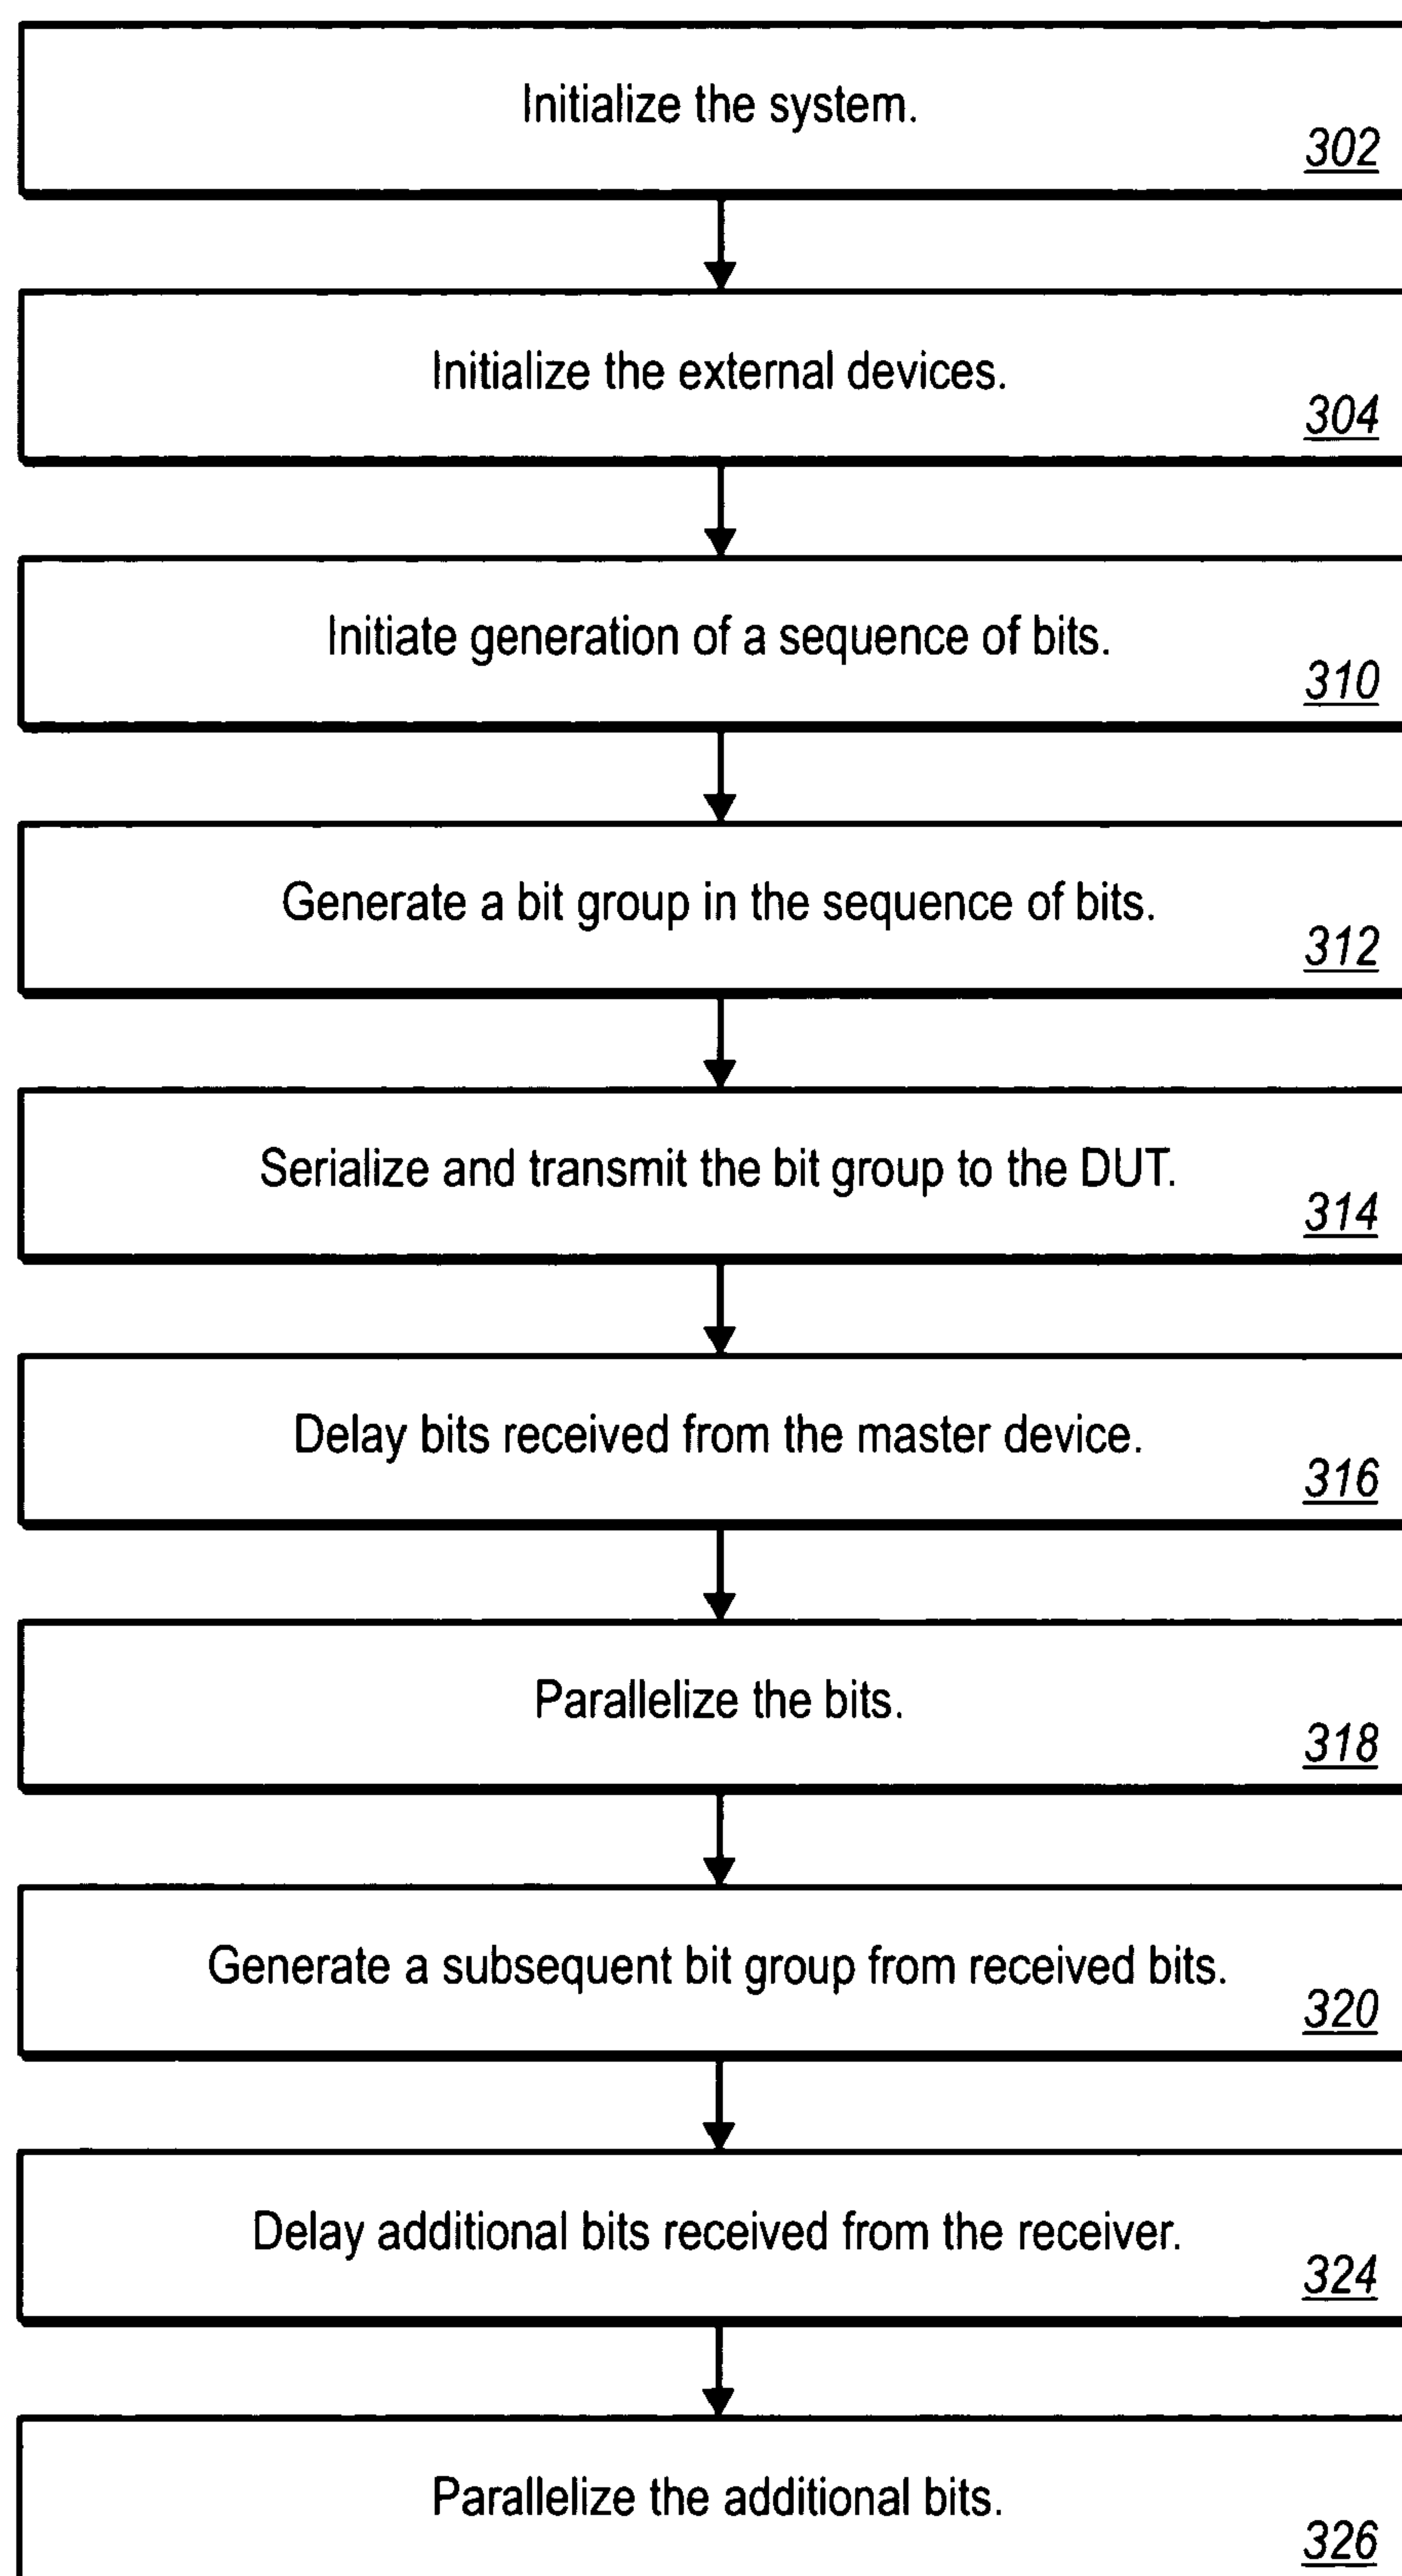 Initialize the system.
302
Initialize the external devices.
304
Initiate generation of a sequence of bits.
310
Generate a bit group in the sequence of bits.
312
Serialize and transmit the bit group to the DUT.
314
Delay bits received from the master device.
316
Parallelize the bits.
318
Generate a subsequent bit group from received bits.
320
Delay additional bits received from the receiver.
324
Parallelize the additional bits.
326